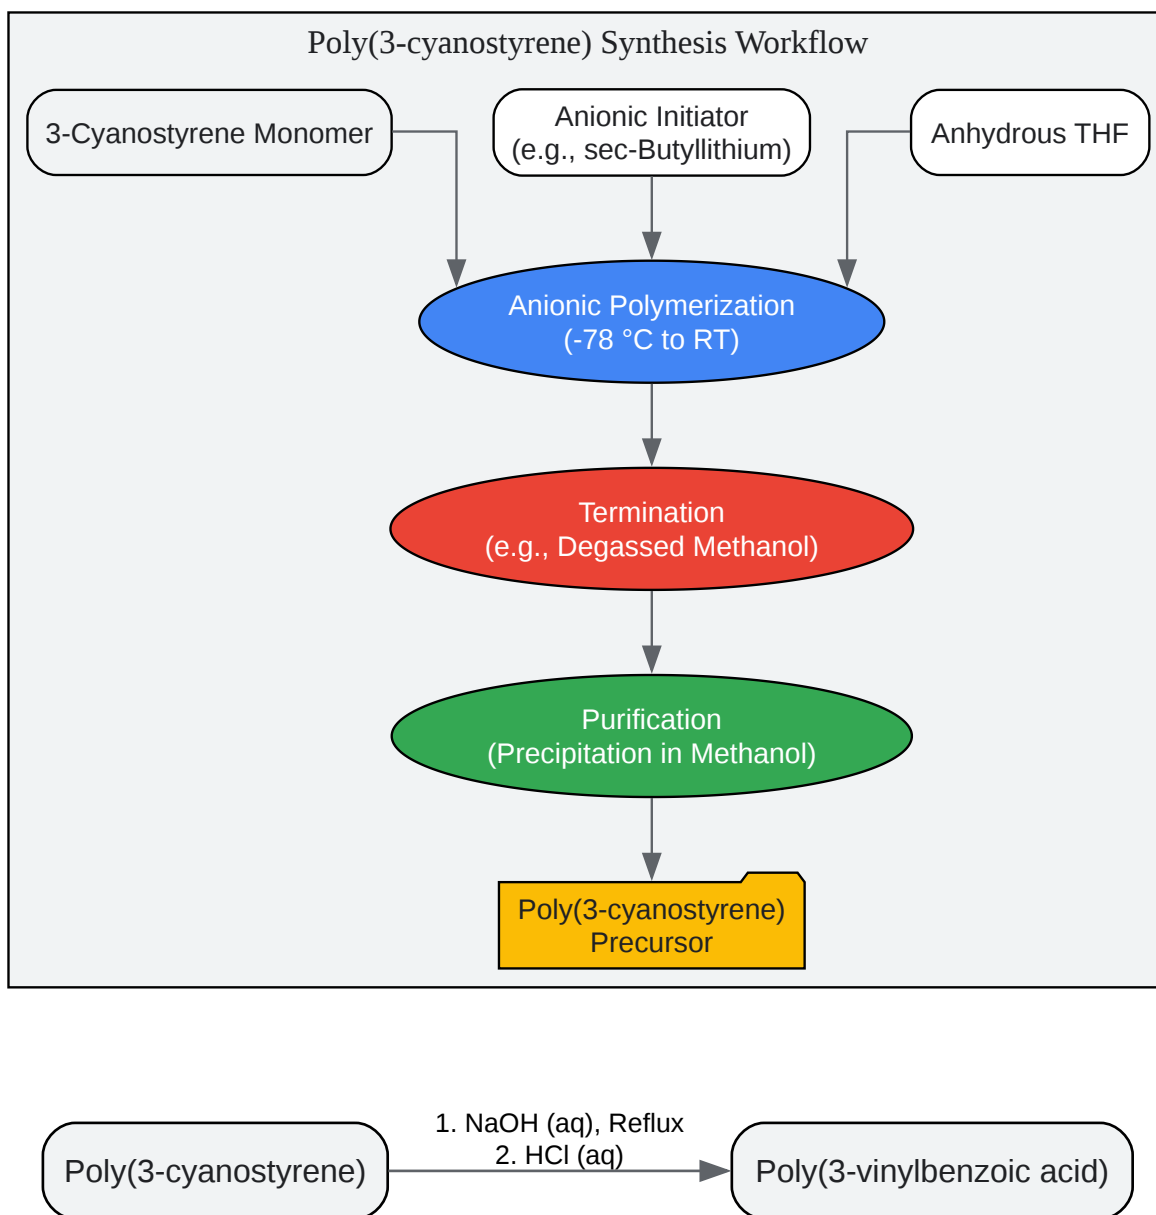 Poly(3-cyanostyrene) Synthesis Workflow
3-Cyanostyrene Monomer
Anionic Initiator
(e.g., sec-Butyllithium)
Anhydrous THF
Anionic Polymerization
(-78 °C to RT)
Termination
(e.g., Degassed Methanol)
Purification
(Precipitation in Methanol)
Poly(3-cyanostyrene)
Precursor
Poly(3-cyanostyrene)
1. NaOH (aq), Reflux
2. HCl (aq)
Poly(3-vinylbenzoic acid)